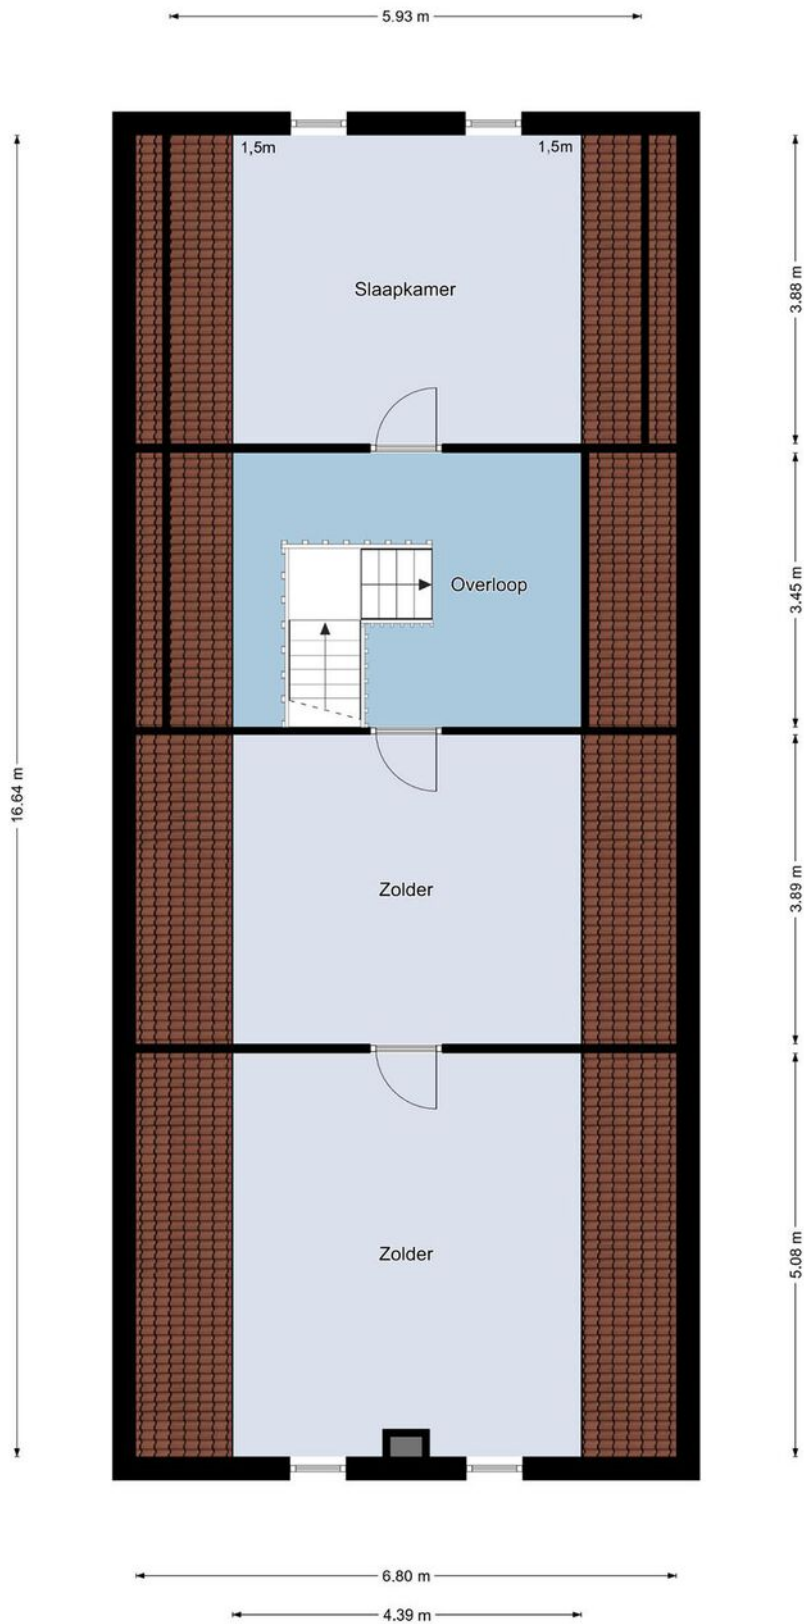 5.93 m
1,5m
1,5m
Slaapkamer
3.88 m
Overloop
3.45 m
16.64 m
Zolder
3.89 m
Zolder
5.08 m
6.80 m
4.39 m